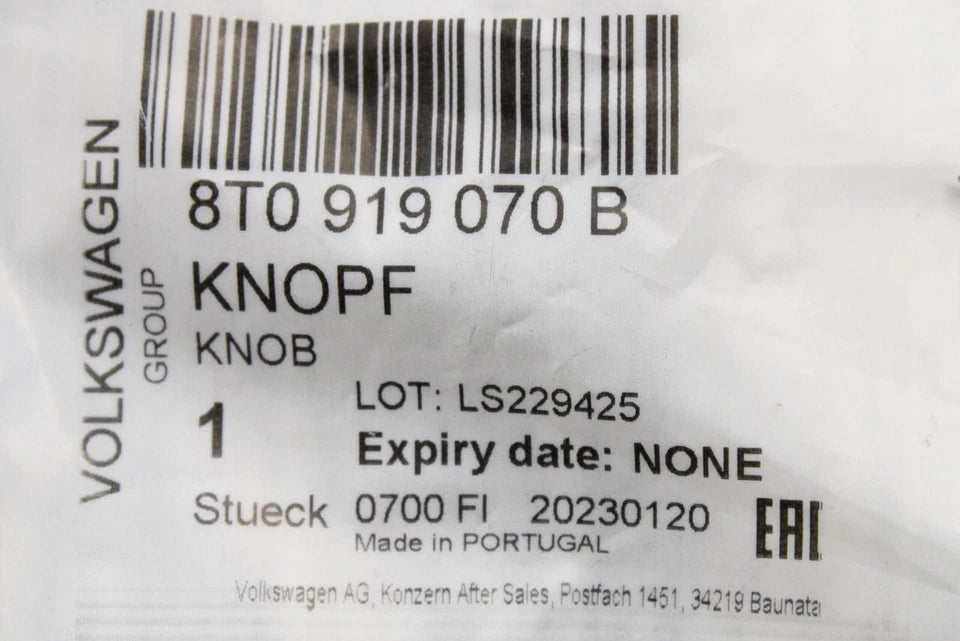 VOLKSWAGEN
GROUP
8T0 919 070 B
KNOPF
KNOB
1
LOT: LS229425
Expiry date: NONE
Stueck 0700 FI 20230120
EAC
Made in PORTUGAL
Volkswagen AG, Konzern After Sales, Postfach 1451, 34219 Baunata